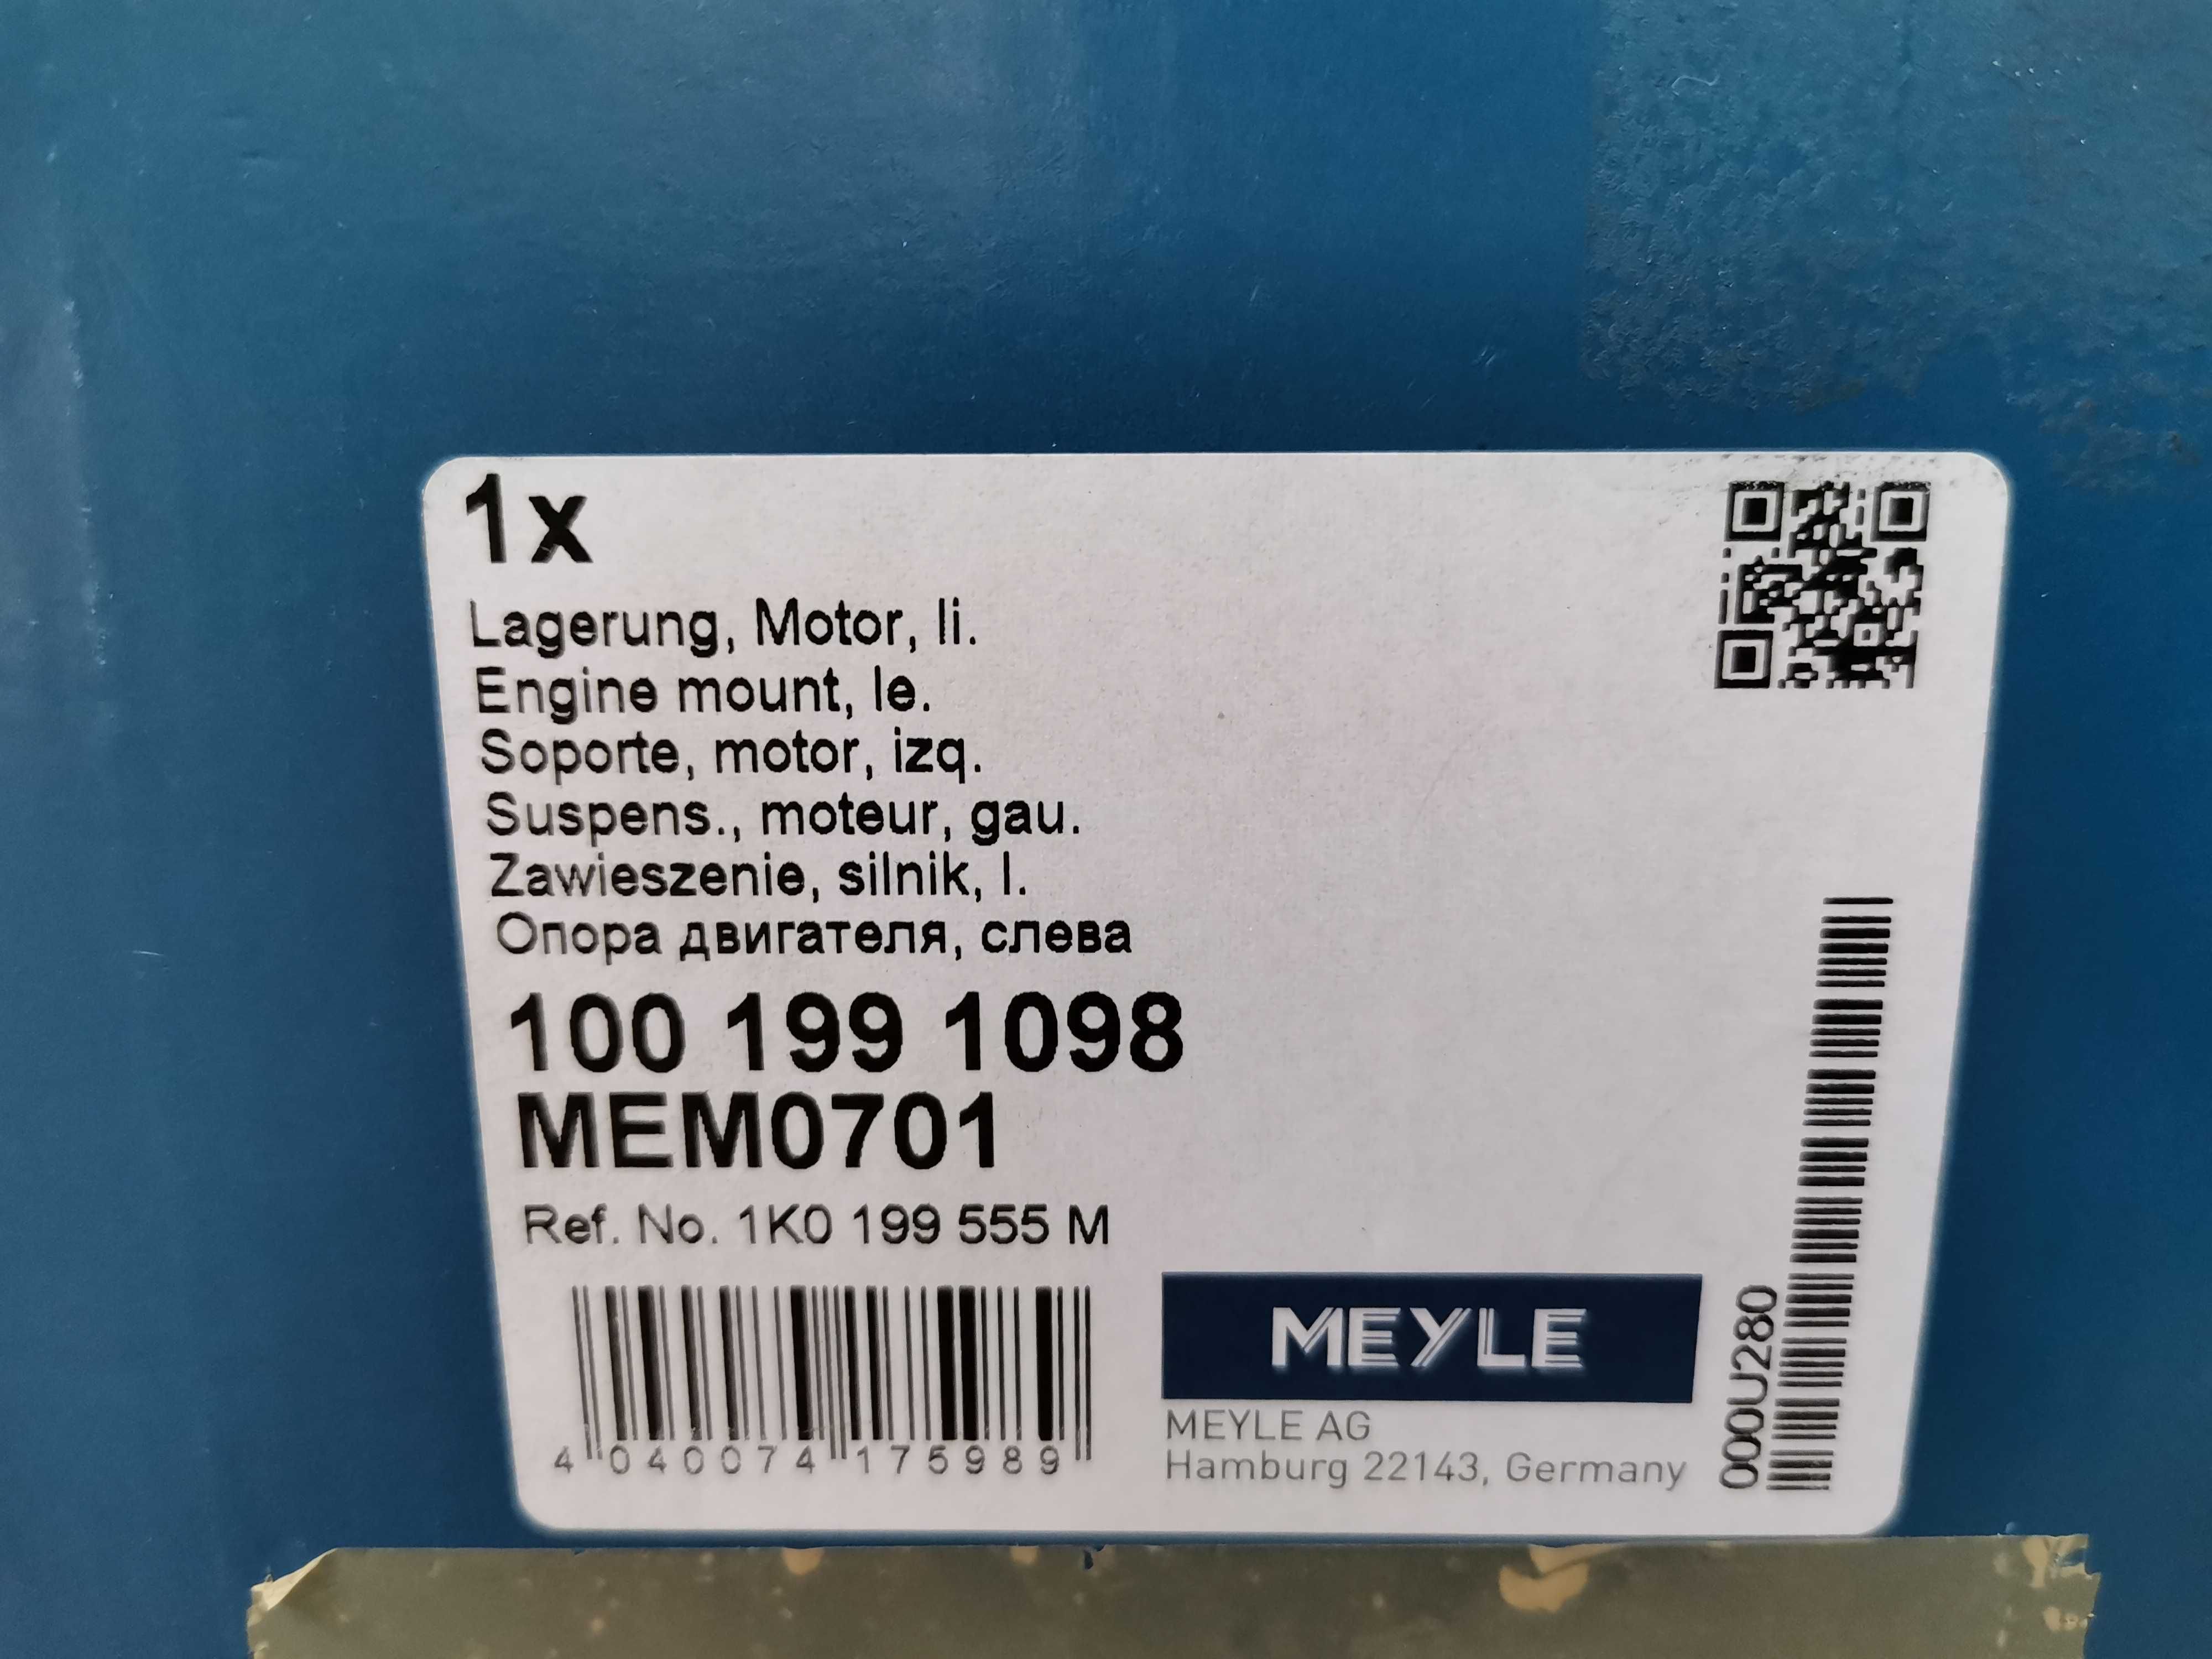 1x
Lagerung, Motor, li.
Engine mount, le.
Soporte, motor, izq.
Suspens., moteur, gau.
Zawieszenie, silnik, l.
Опора двигателя, слева
100 199 1098
MEM0701
Ref. No. 1K0 199 555 M
4 040074 175989
MEYLE
MEYLE AG
Hamburg 22143, Germany
000U280